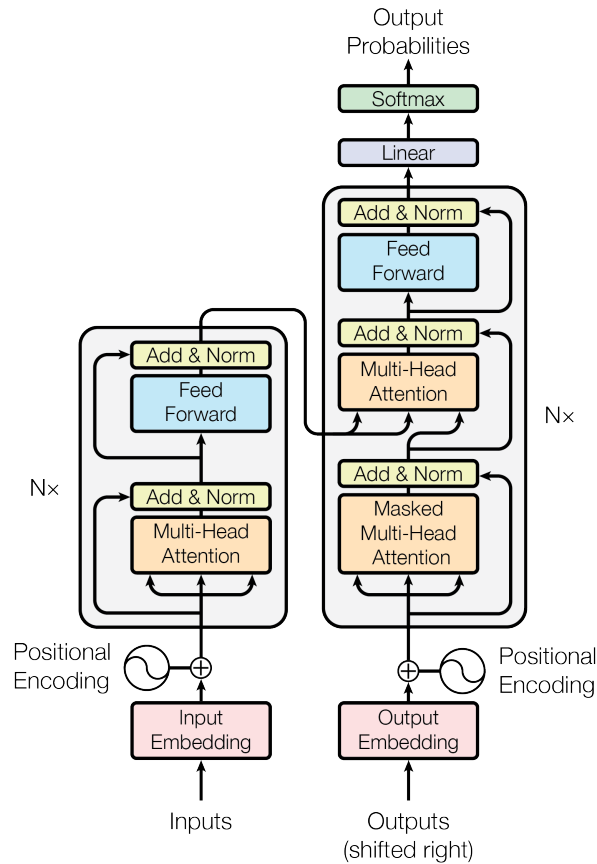 Output
Probabilities
Softmax
Linear
Add & Norm
Feed
Forward
Add & Norm
Multi-Head
Attention
Add & Norm
Masked
Multi-Head
Attention
N×
Add & Norm
Feed
Forward
Add & Norm
Multi-Head
Attention
N×
Positional
Encoding
Positional
Encoding
Input
Embedding
Output
Embedding
Inputs
Outputs
(shifted right)